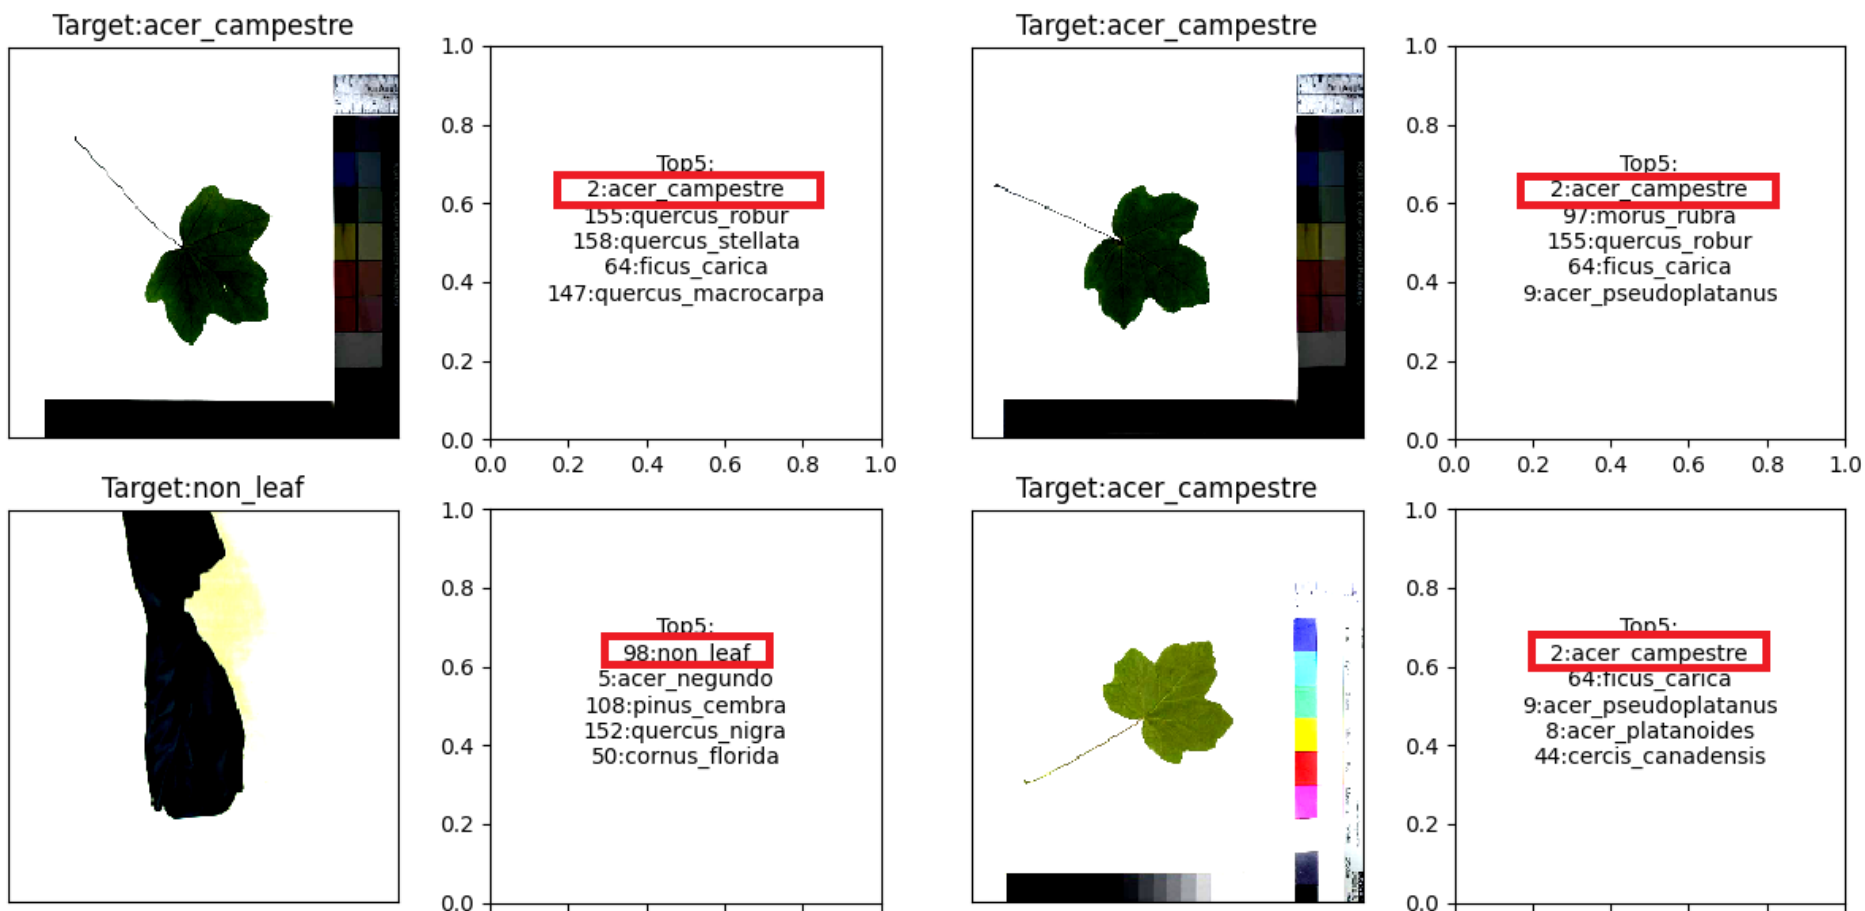 Target:acer_campestre
1.0
0.8
0.6
0.4
0.2
0.0
0.0 0.2 0.4 0.6 0.8 1.0
Top5:
2:acer_campestre
155:quercus_robur
158:quercus_stellata
64:ficus_carica
147:quercus_macrocarpa
Target:acer_campestre
1.0
0.8
0.6
0.4
0.2
0.0
0.0 0.2 0.4 0.6 0.8 1.0
Top5:
2:acer_campestre
97:morus_rubra
155:quercus_robur
64:ficus_carica
9:acer_pseudoplatanus
Target:non_leaf
1.0
0.8
0.6
0.4
0.2
0.0
Top5:
98:non_leaf
5:acer_negundo
108:pinus_cembra
152:quercus_nigra
50:cornus_florida
Target:acer_campestre
1.0
0.8
0.6
0.4
0.2
0.0
Top5:
2:acer_campestre
64:ficus_carica
9:acer_pseudoplatanus
8:acer_platanoides
44:cercis_canadensis